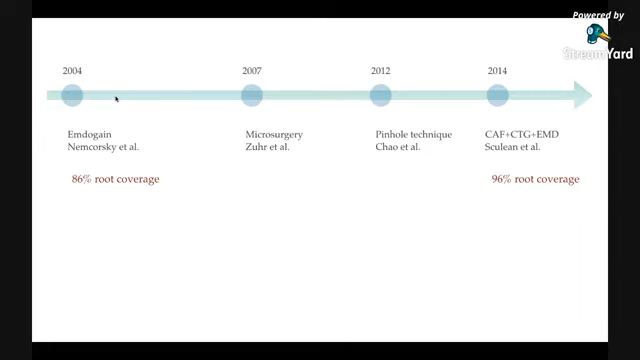 Powered by
StreamYard
2004
2007
2012
2014
Emdogain
Nemcorsky et al.
Microsurgery
Zuhr et al.
Pinhole technique
Chao et al.
CAF+CTG+EMD
Sculean et al.
86% root coverage
96% root coverage